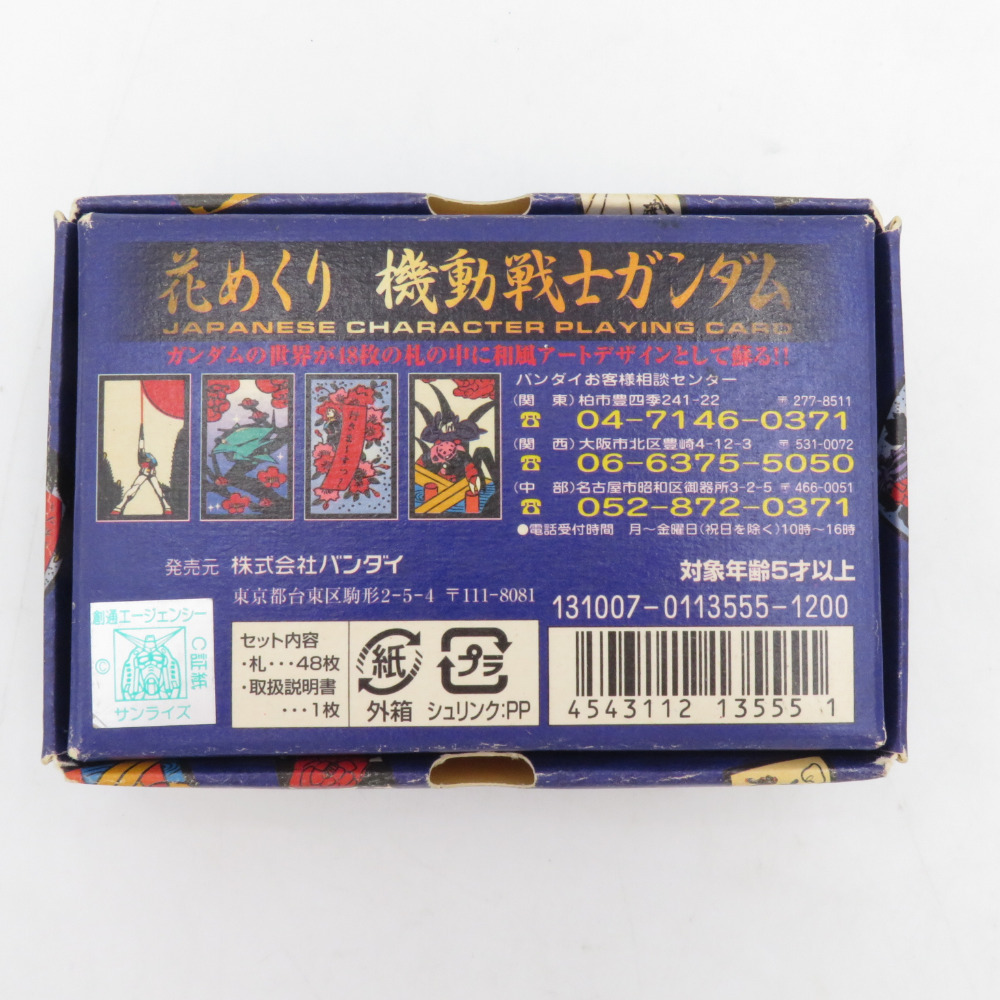 花めくり 機動戦士ガンダム
JAPANESE CHARACTER PLAYING CARD
ガンダムの世界が48枚の札の中に和風アートデザインとして蘇る!!
バンダイお客様相談センター
(関 東)柏市豊四季241-22 〒277-8511
☎ 04-7146-0371
(関 西)大阪市北区豊崎4-12-3 〒531-0072
☎ 06-6375-5050
(中 部)名古屋市昭和区御器所3-2-5 〒466-0051
☎ 052-872-0371
●電話受付時間 月～金曜日(祝日を除く)10時～16時
発売元 株式会社バンダイ
東京都台東区駒形2-5-4 〒111-8081
対象年齢5才以上
131007-0113555-1200
創通エージェンシー
C証紙
©
サンライズ
セット内容
・札・・・48枚
・取扱説明書
・・・1枚
紙
外箱
プラ
シュリンク:PP
4543112 13555 1